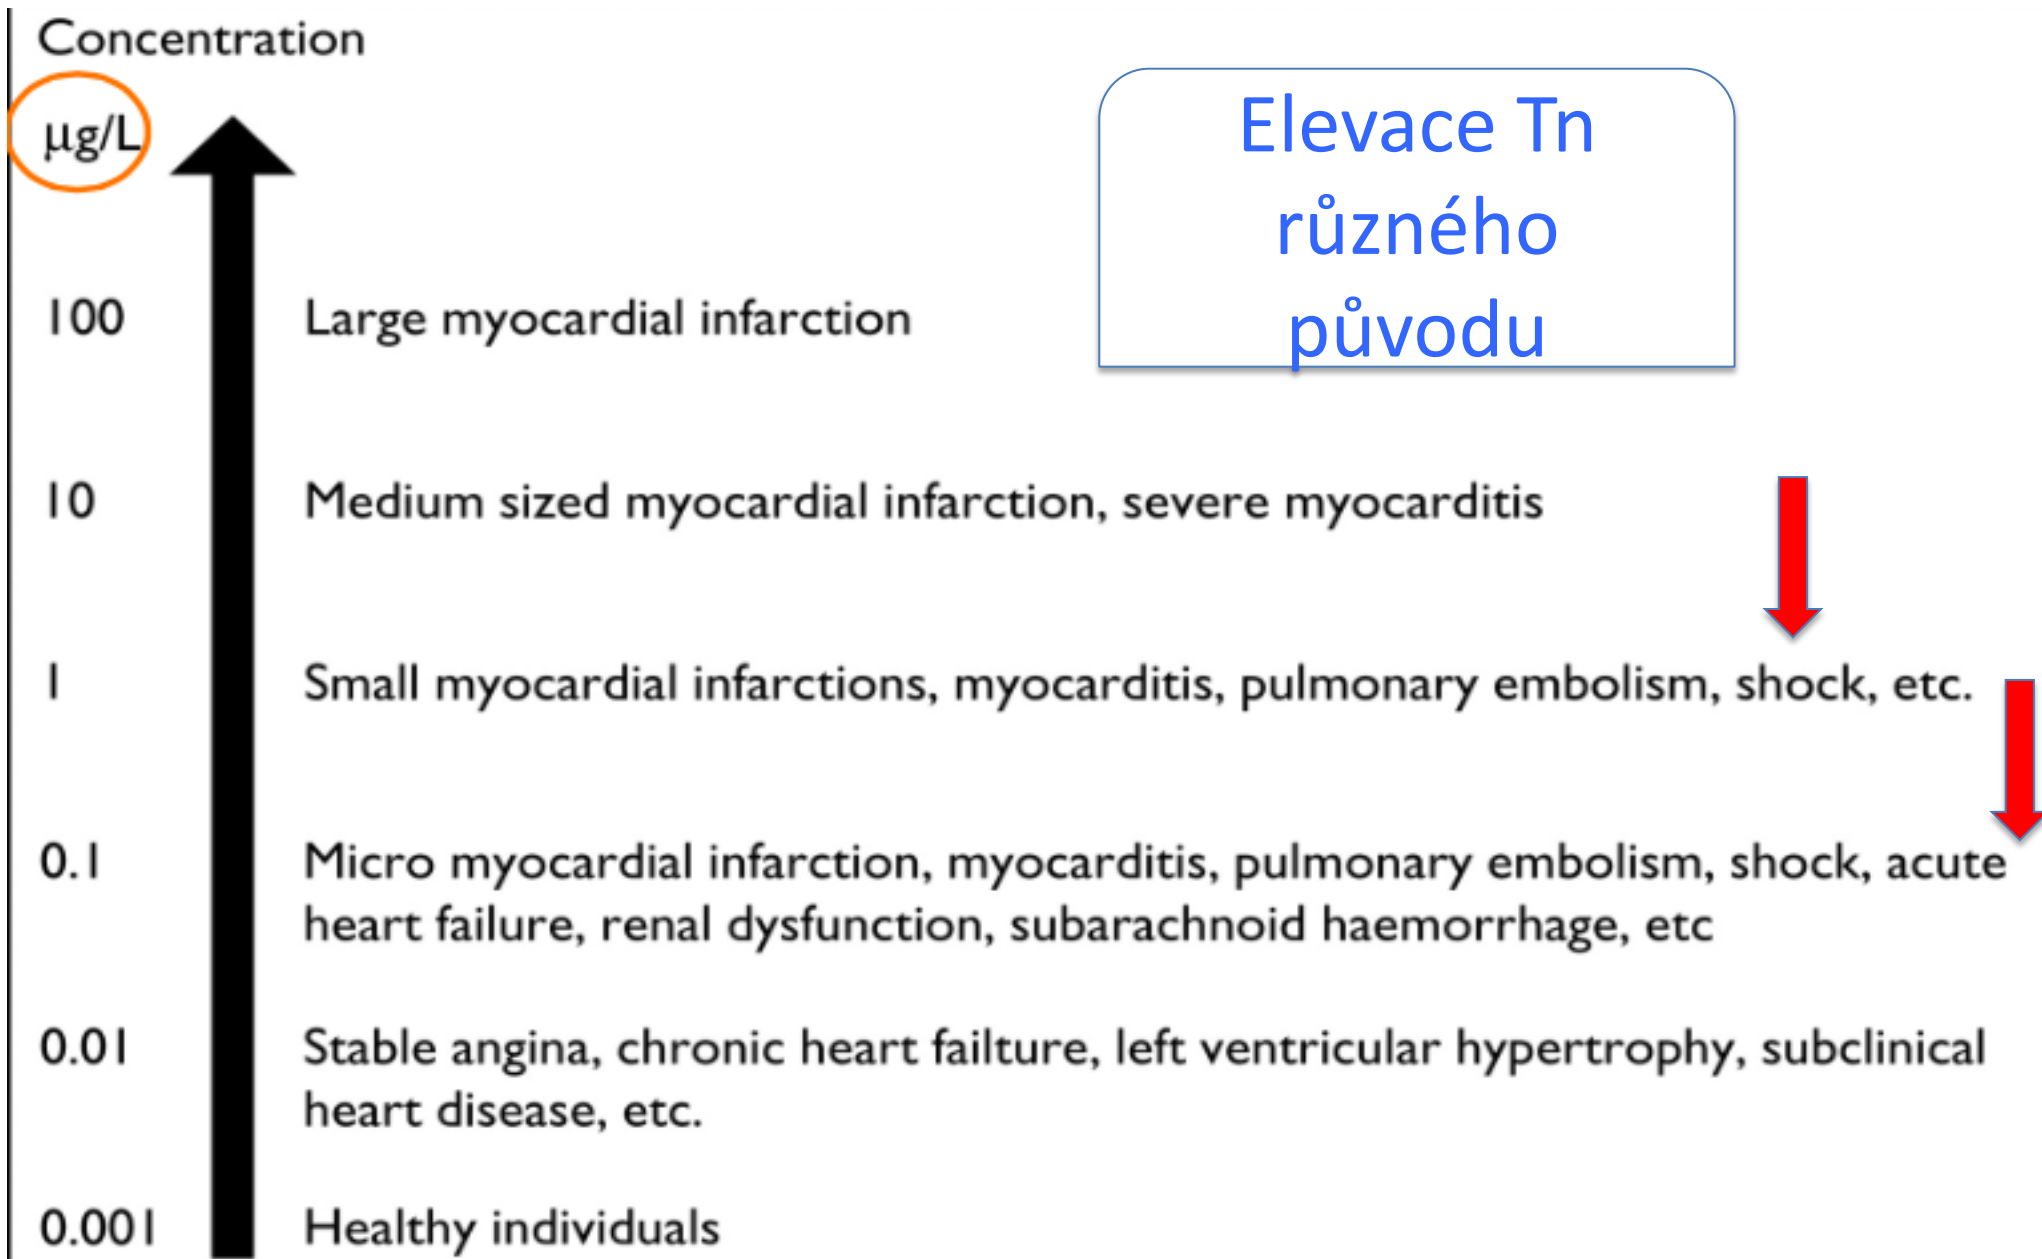 Concentration
μg/L
Elevace Tn
různého
původu
100 Large myocardial infarction
10 Medium sized myocardial infarction, severe myocarditis
1 Small myocardial infarctions, myocarditis, pulmonary embolism, shock, etc.
0.1 Micro myocardial infarction, myocarditis, pulmonary embolism, shock, acute
heart failure, renal dysfunction, subarachnoid haemorrhage, etc
0.01 Stable angina, chronic heart failture, left ventricular hypertrophy, subclinical
heart disease, etc.
0.001 Healthy individuals